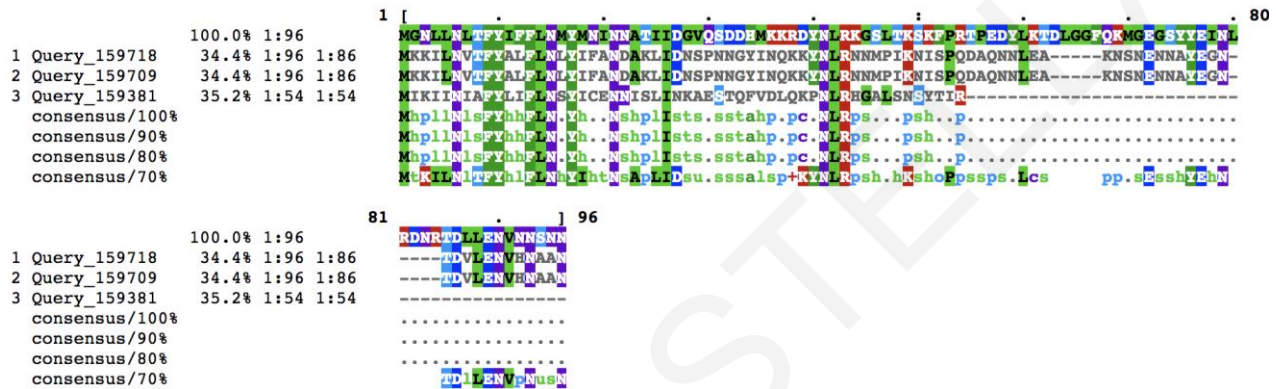 1 [ . . . . : . . . 80
100.0% 1:96 MGNLLNLTFYIFFLNMYMNINNATIIDGVQSDDHMKKRDYNLRKGSLTKSKFPRTPEDYLKTDLGGFQKMGEGSYYEINL
1 Query_159718 34.4% 1:96 1:86 MKKILNVTFYALFLNLYIFANDAKLIDNSPNNGYINQKKYNLRNNMPIKNISPQDAQNNLEA-----KNSNENNAYEGN-
2 Query_159709 34.4% 1:96 1:86 MKKILNVTFYALFLNLYIFANDAKLIDNSPNNGYINQKKYNLRNNMPIKNISPQDAQNNLEA-----KNSNENNAYEGN-
3 Query_159381 35.2% 1:54 1:54 MIKIINIAFYLIFLNSYICENNISLINKAESTQFVDLQKPNLRHGALSNSYTIR--------------------------
consensus/100% MhpllNlsFYhhFLN.Yh..NshplIsts.sstahp.pc.NLRps...psh..p..........................
consensus/90% MhpllNlsFYhhFLN.Yh..NshplIsts.sstahp.pc.NLRps...psh..p..........................
consensus/80% MhpllNlsFYhhFLN.Yh..NshplIsts.sstahp.pc.NLRps...psh..p..........................
consensus/70% MtKILNlTFYhlFLNhYIhtNsApLIDsu.sssalsp+KYNLRpsh.hKshoPpssps.Lcs     pp.sEsshYEhN
81 . ] 96
100.0% 1:96 RDNRTDLLENVNNSNN
1 Query_159718 34.4% 1:96 1:86 ----TDVLENVHNAAN
2 Query_159709 34.4% 1:96 1:86 ----TDVLENVHNAAN
3 Query_159381 35.2% 1:54 1:54 ----------------
consensus/100% ................
consensus/90% ................
consensus/80% ................
consensus/70% TDlLENVpNusN